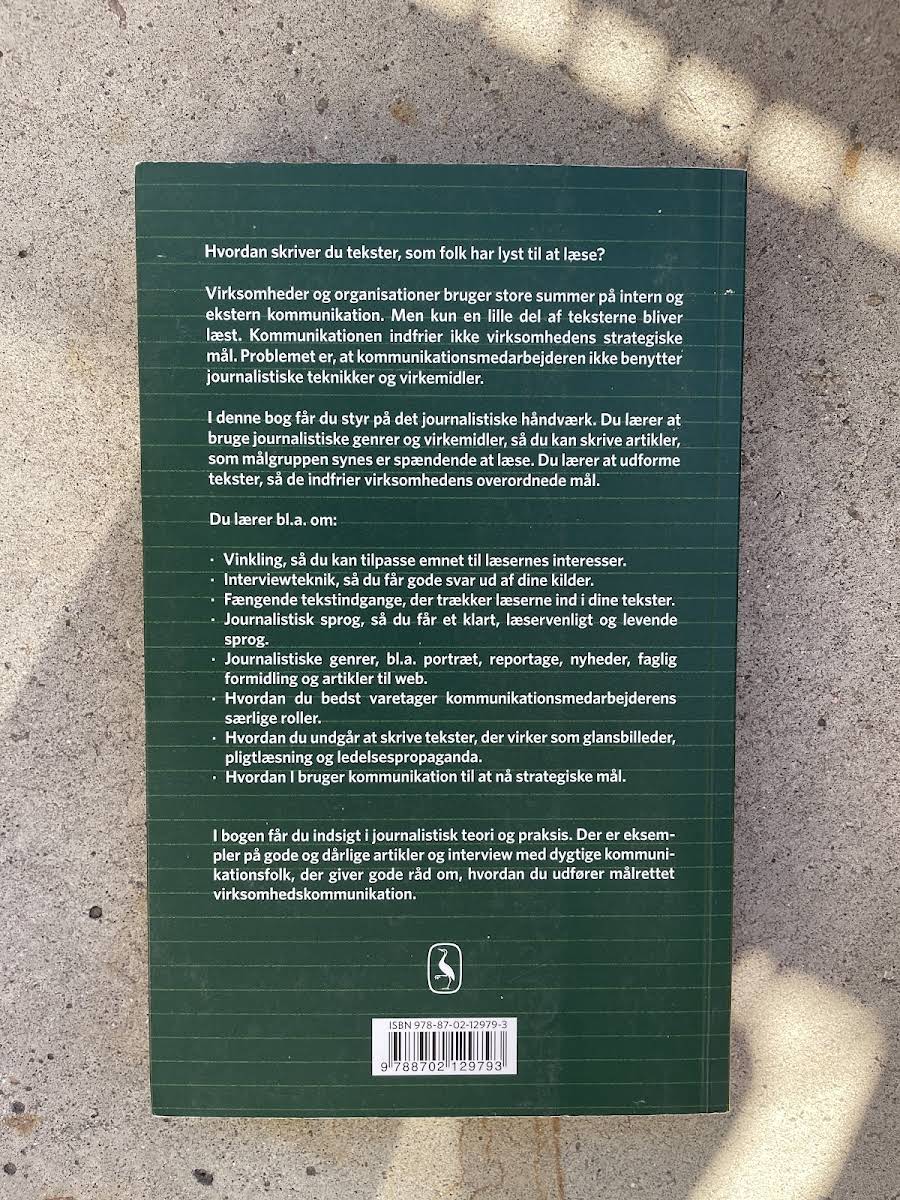 Hvordan skriver du tekster, som folk har lyst til at læse?
Virksomheder og organisationer bruger store summer på intern og
ekstern kommunikation. Men kun en lille del af teksterne bliver
læst. Kommunikationen indfrier ikke virksomhedens strategiske
mål. Problemet er, at kommunikationsmedarbejderen ikke benytter
journalistiske teknikker og virkemidler.
I denne bog får du styr på det journalistiske håndværk. Du lærer at
bruge journalistiske genrer og virkemidler, så du kan skrive artikler,
som målgruppen synes er spændende at læse. Du lærer at udforme
tekster, så de indfrier virksomhedens overordnede mål.
Du lærer bl.a. om:
· Vinkling, så du kan tilpasse emnet til læsernes interesser.
· Interviewteknik, så du får gode svar ud af dine kilder.
· Fængende tekstindgange, der trækker læserne ind i dine tekster.
· Journalistisk sprog, så du får et klart, læservenligt og levende
sprog.
· Journalistiske genrer, bl.a. portræt, reportage, nyheder, faglig
formidling og artikler til web.
· Hvordan du bedst varetager kommunikationsmedarbejderens
særlige roller.
· Hvordan du undgår at skrive tekster, der virker som glansbilleder,
pligtlæsning og ledelsespropaganda.
· Hvordan I bruger kommunikation til at nå strategiske mål.
I bogen får du indsigt i journalistisk teori og praksis. Der er eksem-
pler på gode og dårlige artikler og interview med dygtige kommuni-
kationsfolk, der giver gode råd om, hvordan du udfører målrettet
virksomhedskommunikation.
ISBN 978-87-02-12979-3
9 788702 129793